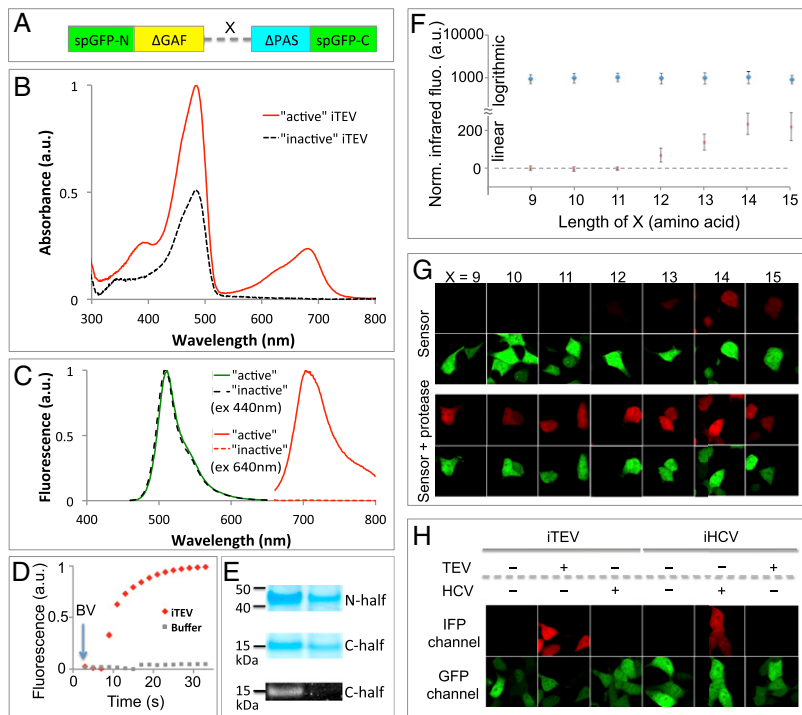 A
X
spGFP-N ΔGAF ΔPAS spGFP-C
B
Absorbance (a.u.)
1
0.5
0
"active" iTEV
"inactive" iTEV
300 400 500 600 700 800
Wavelength (nm)
C
Fluorescence (a.u.)
1
0.5
0
"active"
"inactive"
(ex 440nm)
"active"
"inactive"
(ex 640nm)
400 500 600 700 800
Wavelength (nm)
D
Fluorescence (a.u.)
1
0.5
0
BV
iTEV
Buffer
0 10 20 30
Time (s)
E
50
40
N-half
15
kDa
C-half
15
kDa
C-half
F
Norm. infrared fluo. (a.u.)
linear logrithmic
1000
200
0
9 10 11 12 13 14 15
Length of X (amino acid)
G
X = 9 10 11 12 13 14 15
Sensor
Sensor + protease
H
iTEV iHCV
TEV – + – – – +
HCV – – + – + –
IFP
channel
GFP
channel